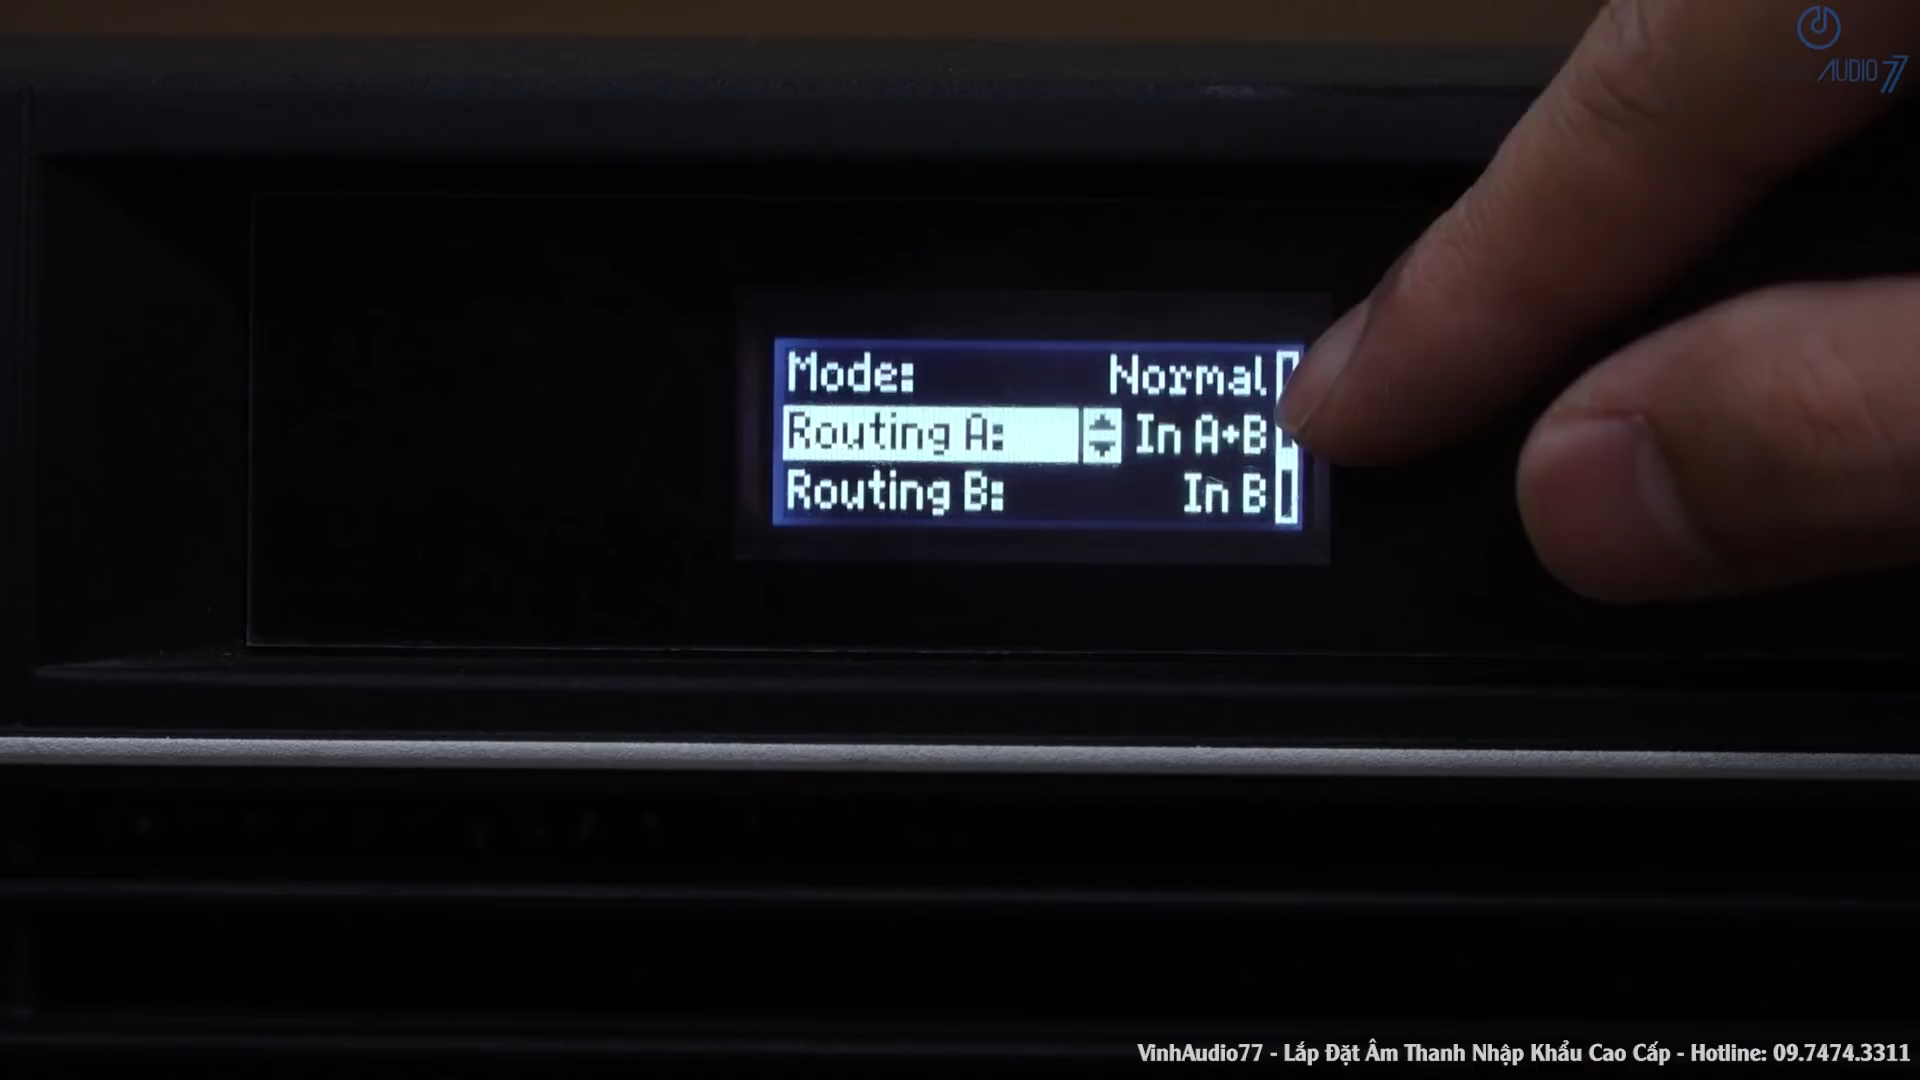 AUDIO 77
Mode: Normal
Routing A: In A+B
Routing B: In B
VinhAudio77 - Lắp Đặt Âm Thanh Nhập Khẩu Cao Cấp - Hotline: 09.7474.3311